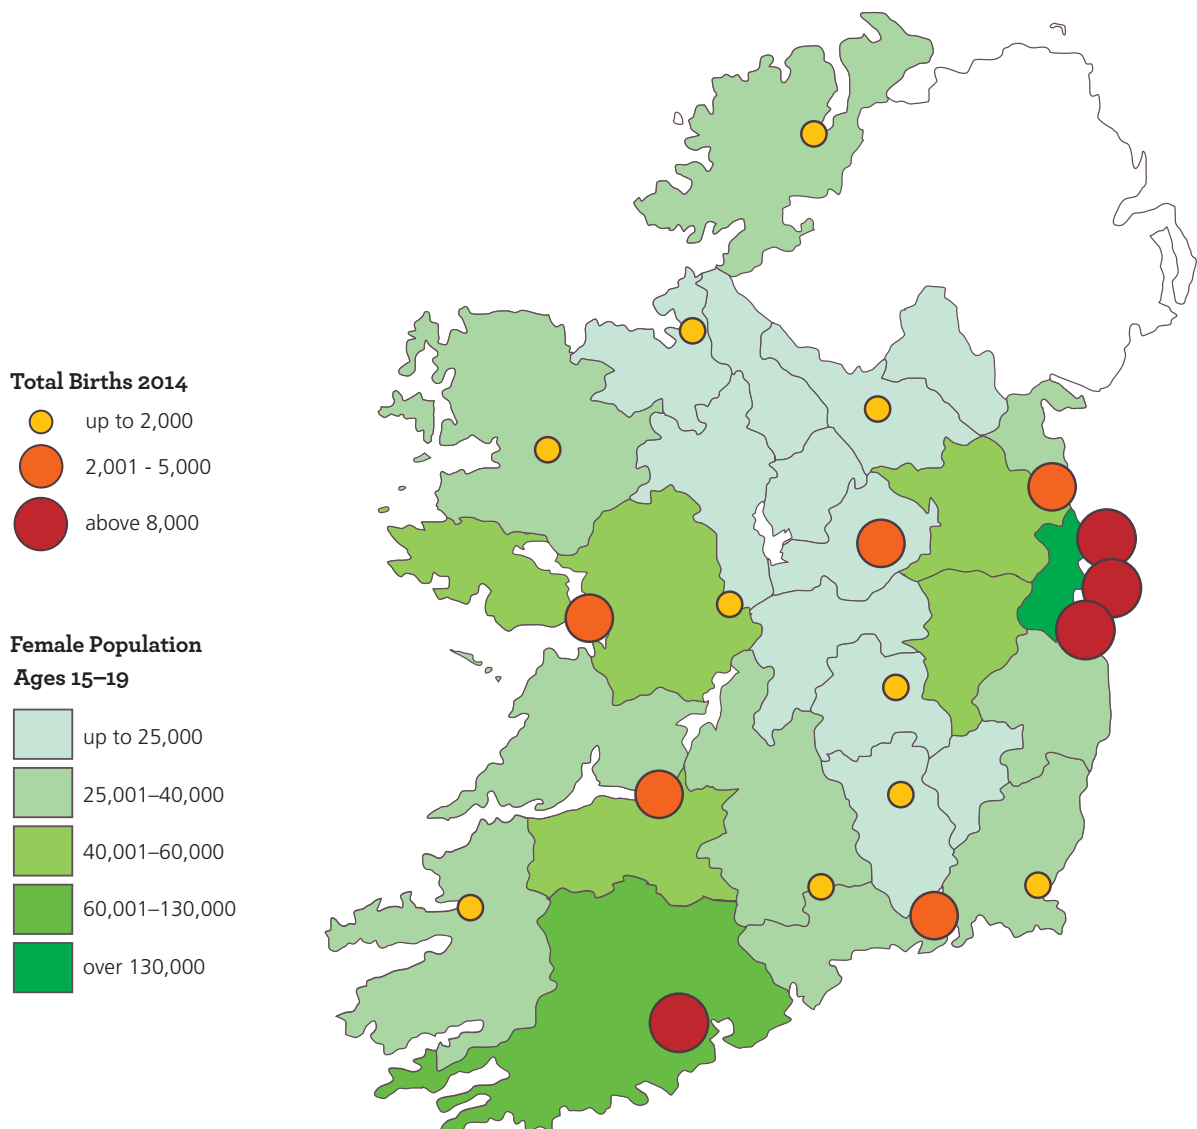 Total Births 2014
up to 2,000
2,001 - 5,000
above 8,000
Female Population
Ages 15–19
up to 25,000
25,001–40,000
40,001–60,000
60,001–130,000
over 130,000